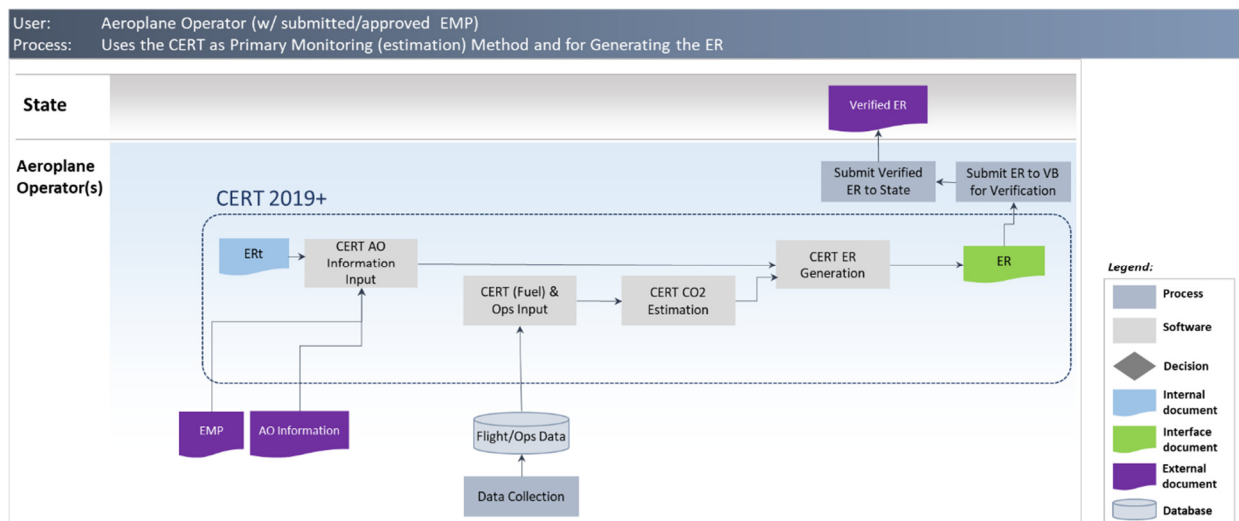 User: Aeroplane Operator (w/ submitted/approved EMP)
Process: Uses the CERT as Primary Monitoring (estimation) Method and for Generating the ER
State
Verified ER
Aeroplane
Operator(s)
Submit Verified
ER to State
Submit ER to VB
for Verification
CERT 2019+
ERt
CERT AO
Information
Input
CERT ER
Generation
ER
CERT (Fuel) &
Ops Input
CERT CO2
Estimation
EMP
AO Information
Flight/Ops Data
Data Collection
Legend:
Process
Software
Decision
Internal
document
Interface
document
External
document
Database